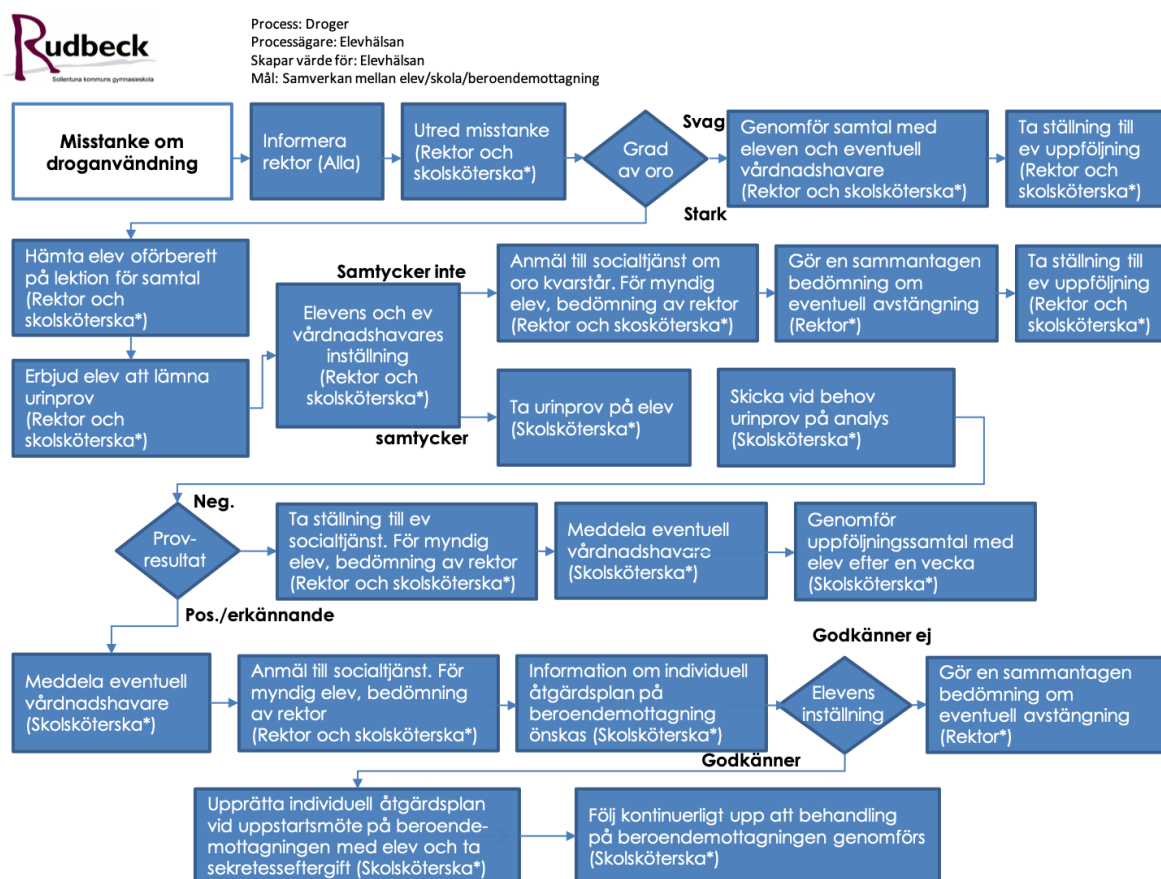 Rudbeck
Sollentuna kommuns gymnasieskola
Process: Droger
Processägare: Elevhälsan
Skapar värde för: Elevhälsan
Mål: Samverkan mellan elev/skola/beroendemottagning
Misstanke om
droganvändning
Informera
rektor (Alla)
Utred misstanke
(Rektor och
skolsköterska*)
Grad
av oro
Svag
Genomför samtal med
eleven och eventuell
vårdnadshavare
(Rektor och skolsköterska*)
Ta ställning till
ev uppföljning
(Rektor och
skolsköterska*)
Stark
Hämta elev oförberett
på lektion för samtal
(Rektor och
skolsköterska*)
Erbjud elev att lämna
urinprov
(Rektor och
skolsköterska*)
Elevens och ev
vårdnadshavares
inställning
(Rektor och
skolsköterska*)
Samtycker inte
Anmäl till socialtjänst om
oro kvarstår. För myndig
elev, bedömning av rektor
(Rektor och skosköterska*)
Gör en sammantagen
bedömning om
eventuell avstängning
(Rektor*)
Ta ställning till
ev uppföljning
(Rektor och
skolsköterska*)
samtycker
Ta urinprov på elev
(Skolsköterska*)
Skicka vid behov
urinprov på analys
(Skolsköterska*)
Prov-
resultat
Neg.
Ta ställning till ev
socialtjänst. För myndig
elev, bedömning av rektor
(Rektor och skolsköterska*)
Meddela eventuell
vårdnadshavare
(Skolsköterska*)
Genomför
uppföljningssamtal med
elev efter en vecka
(Skolsköterska*)
Pos./erkännande
Meddela eventuell
vårdnadshavare
(Skolsköterska*)
Anmäl till socialtjänst. För
myndig elev, bedömning
av rektor
(Rektor och skolsköterska*)
Information om individuell
åtgärdsplan på
beroendemottagning
önskas (Skolsköterska*)
Elevens
inställning
Godkänner ej
Gör en sammantagen
bedömning om
eventuell avstängning
(Rektor*)
Godkänner
Upprätta individuell åtgärdsplan
vid uppstartsmöte på beroende-
mottagningen med elev och ta
sekretesseftergift (Skolsköterska*)
Följ kontinuerligt upp att behandling
på beroendemottagningen genomförs
(Skolsköterska*)